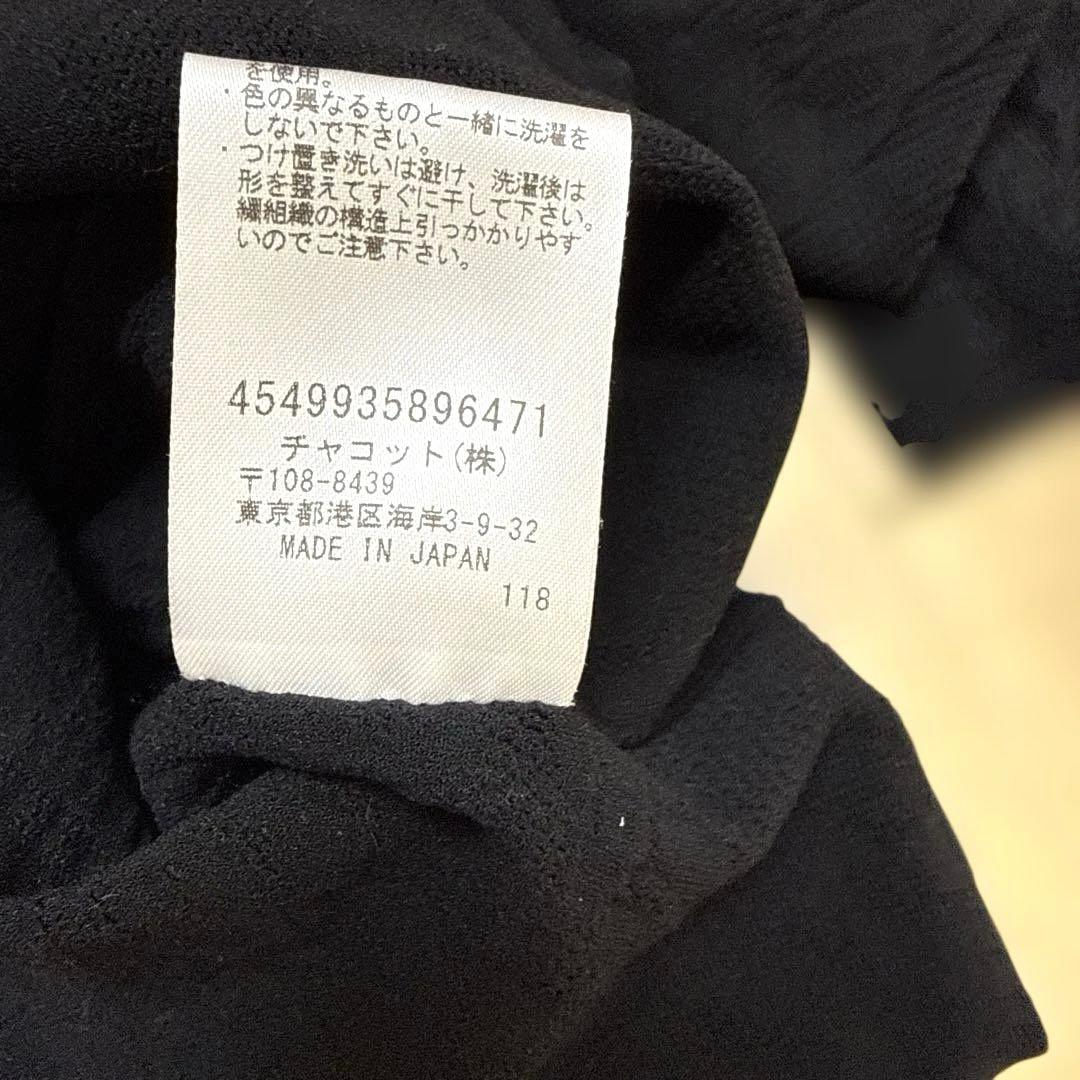 を使用。
・色の異なるものと一緒に洗濯を
しないで下さい。
・つけ置き洗いは避け、洗濯後は
形を整えてすぐに干して下さい。
繊組織の構造上引っかかりやす
いのでご注意下さい。
4549935896471
チャコット(株)
〒108-8439
東京都港区海岸3-9-32
MADE IN JAPAN
118